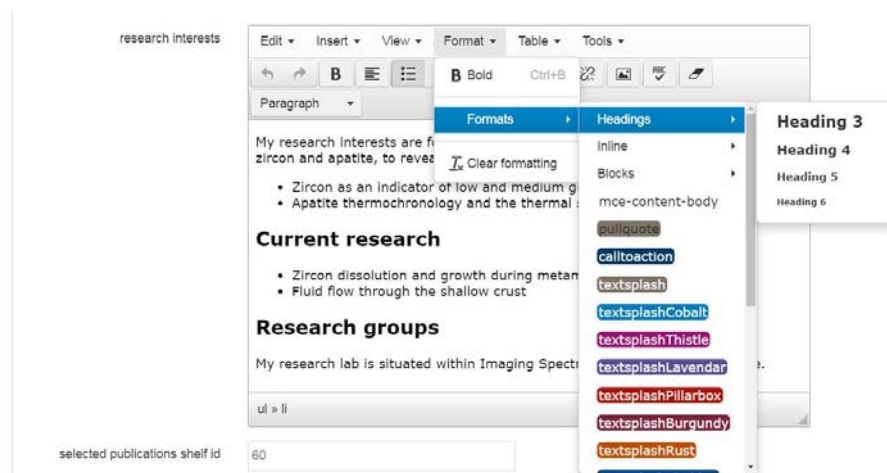 research interests
Edit Insert View Format Table Tools
B B Bold Ctrl+B ABC
Paragraph Formats Headings Heading 3
Inline Heading 4
Clear formatting Blocks Heading 5
mce-content-body Heading 6
My research interests are
zircon and apatite, to revea
Zircon as an indicator of low and medium g
Apatite thermochronology and the thermal
Current research
Zircon dissolution and growth during metam
Fluid flow through the shallow crust
Research groups
My research lab is situated within Imaging Spect
pullquote
calltoaction
textsplash
textsplashCobalt
textsplashThistle
textsplashLavendar
textsplashPillarbox
textsplashBurgundy
textsplashRust
ul » li
selected publications shelf id 60